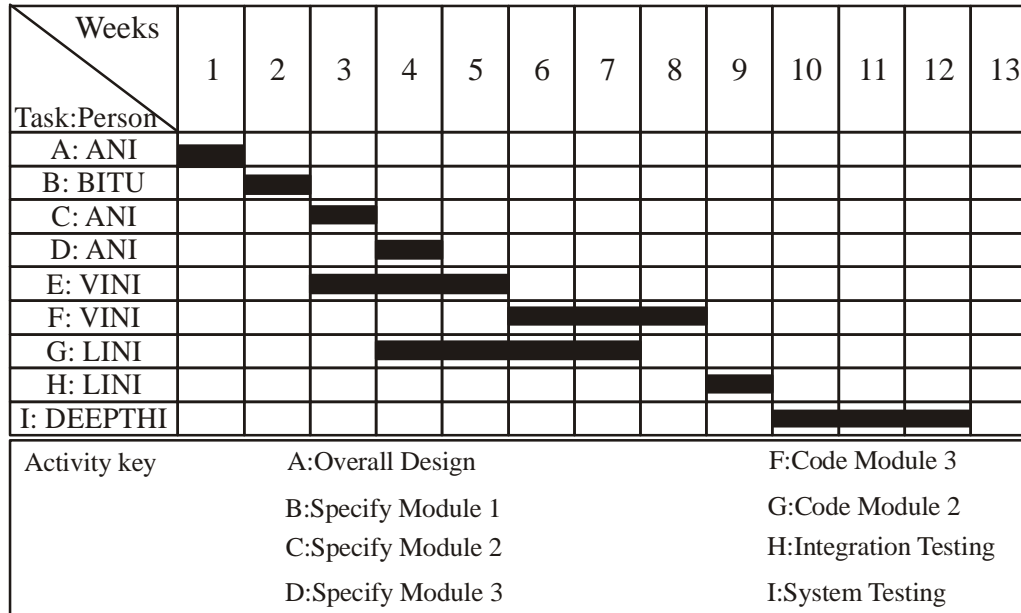 Weeks
1 2 3 4 5 6 7 8 9 10 11 12 13
Task:Person
A: ANI
B: BITU
C: ANI
D: ANI
E: VINI
F: VINI
G: LINI
H: LINI
I: DEEPTHI
Activity key A:Overall Design F:Code Module 3
B:Specify Module 1 G:Code Module 2
C:Specify Module 2 H:Integration Testing
D:Specify Module 3 I:System Testing